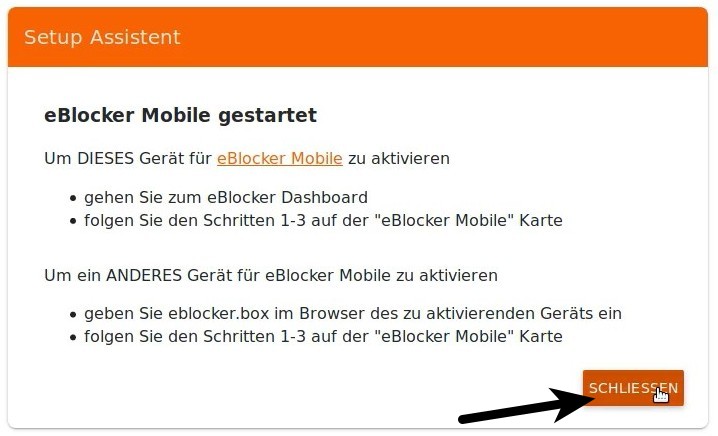 Setup Assistent
eBlocker Mobile gestartet
Um DIESES Gerät für eBlocker Mobile zu aktivieren
gehen Sie zum eBlocker Dashboard
folgen Sie den Schritten 1-3 auf der "eBlocker Mobile" Karte
Um ein ANDERES Gerät für eBlocker Mobile zu aktivieren
geben Sie eblocker.box im Browser des zu aktivierenden Geräts ein
folgen Sie den Schritten 1-3 auf der "eBlocker Mobile" Karte
SCHLIESSEN